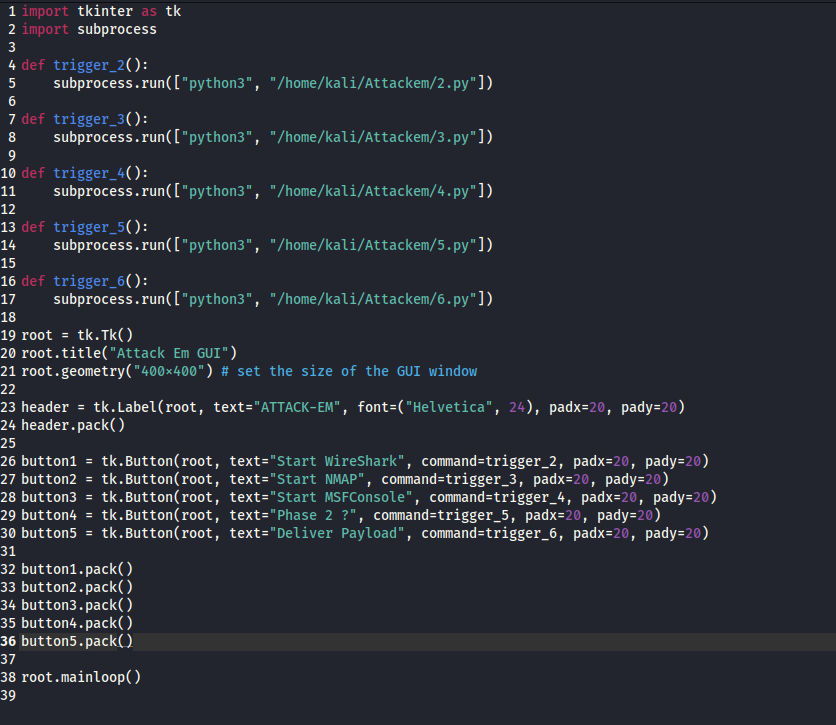 1 import tkinter as tk
2 import subprocess
3
4 def trigger_2():
5     subprocess.run(["python3", "/home/kali/Attackem/2.py"])
6
7 def trigger_3():
8     subprocess.run(["python3", "/home/kali/Attackem/3.py"])
9
10 def trigger_4():
11     subprocess.run(["python3", "/home/kali/Attackem/4.py"])
12
13 def trigger_5():
14     subprocess.run(["python3", "/home/kali/Attackem/5.py"])
15
16 def trigger_6():
17     subprocess.run(["python3", "/home/kali/Attackem/6.py"])
18
19 root = tk.Tk()
20 root.title("Attack Em GUI")
21 root.geometry("400×400") # set the size of the GUI window
22
23 header = tk.Label(root, text="ATTACK-EM", font=("Helvetica", 24), padx=20, pady=20)
24 header.pack()
25
26 button1 = tk.Button(root, text="Start WireShark", command=trigger_2, padx=20, pady=20)
27 button2 = tk.Button(root, text="Start NMAP", command=trigger_3, padx=20, pady=20)
28 button3 = tk.Button(root, text="Start MSFConsole", command=trigger_4, padx=20, pady=20)
29 button4 = tk.Button(root, text="Phase 2 ?", command=trigger_5, padx=20, pady=20)
30 button5 = tk.Button(root, text="Deliver Payload", command=trigger_6, padx=20, pady=20)
31
32 button1.pack()
33 button2.pack()
34 button3.pack()
35 button4.pack()
36 button5.pack()
37
38 root.mainloop()
39